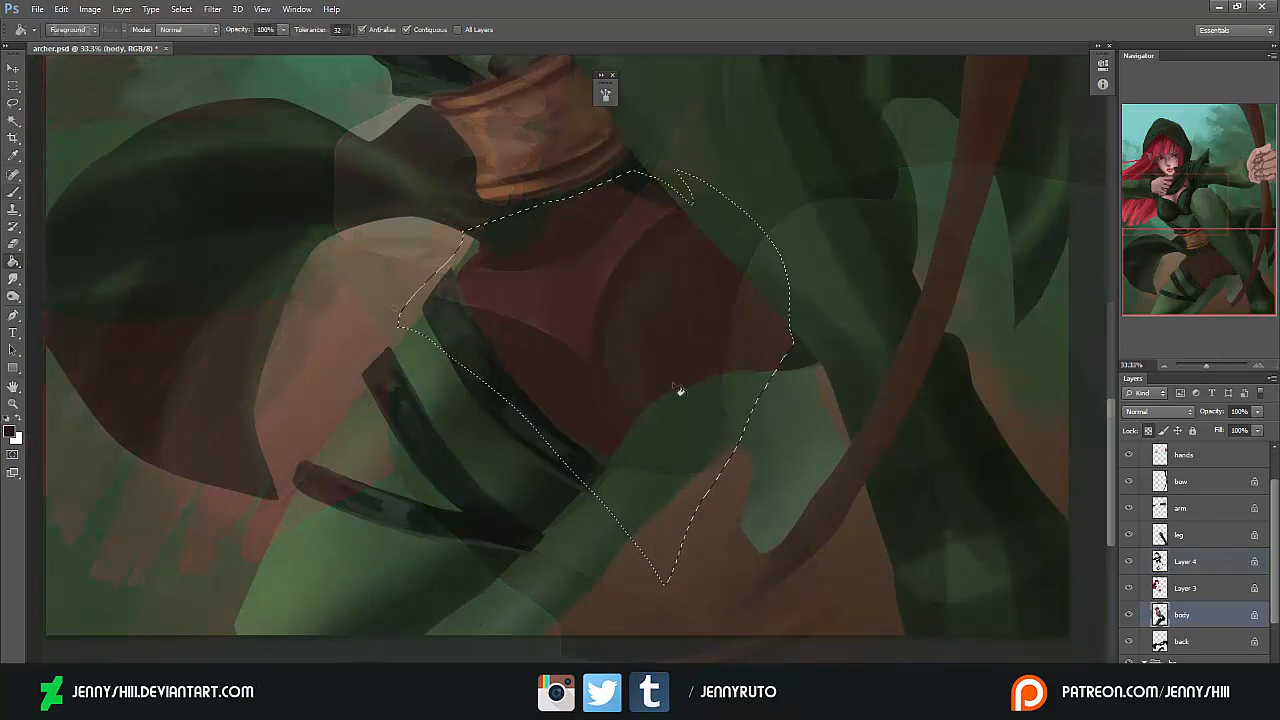 Ps File Edit Image Layer Type Select Filter 3D View Window Help
Foreground Mode: Normal Opacity: 100% Tolerance: 32 Anti-alias Contiguous All Layers Essentials
archer.psd @ 33.3% (body, RGB/8) * ×
Navigator
33.33%
Layers
Kind
Normal Opacity: 100%
Lock: Fill: 100%
hands
bow
arm
leg
Layer 4
Layer 3
body
back
JENNYSHIII.DEVIANTART.COM
t / JENNYRUTO
PATREON.COM/JENNYSHIII